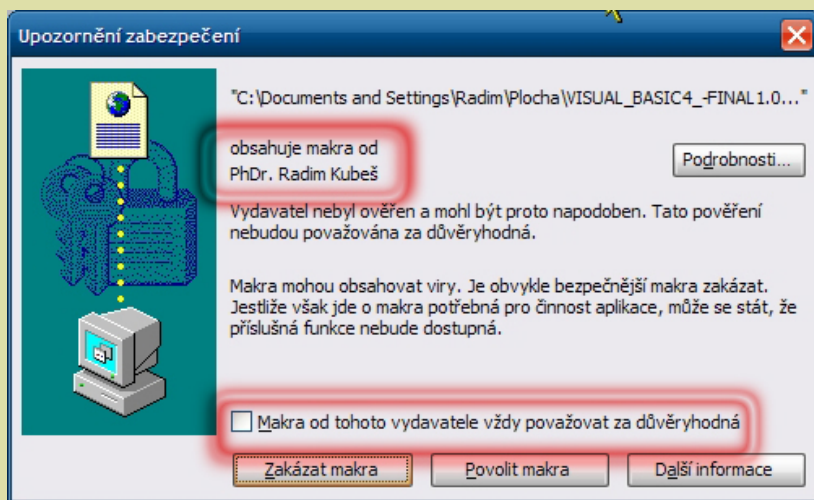 Upozornění zabezpečení
"C:\Documents and Settings\Radim\Plocha\VISUAL_BASIC4_-FINAL1.0..."
obsahuje makra od
PhDr. Radim Kubeš
Podrobnosti...
Vydavatel nebyl ověřen a mohl být proto napodoben. Tato pověření
nebudou považována za důvěryhodná.
Makra mohou obsahovat viry. Je obvykle bezpečnější makra zakázat.
Jestliže však jde o makra potřebná pro činnost aplikace, může se stát, že
příslušná funkce nebude dostupná.
Makra od tohoto vydavatele vždy považovat za důvěryhodná
Zakázat makra
Povolit makra
Další informace